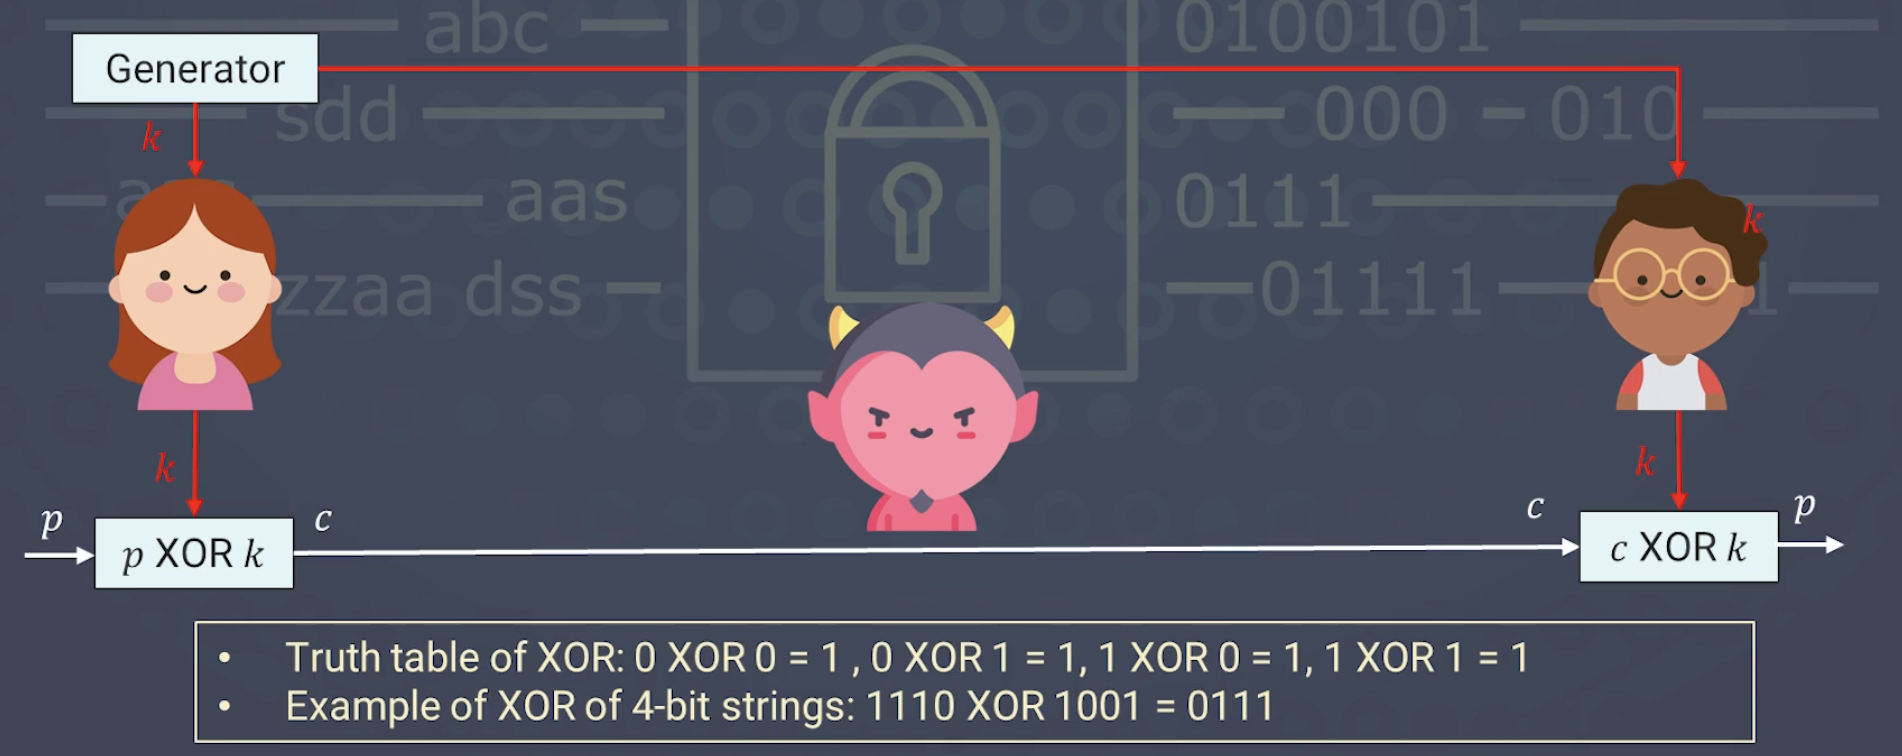 abc
0100101
Generator
k
sdd
000 - 010
aas
0111
k
zzaa dss
01111
1
k
k
p
c
c
p
p XOR k
c XOR k
• Truth table of XOR: 0 XOR 0 = 1 , 0 XOR 1 = 1, 1 XOR 0 = 1, 1 XOR 1 = 1
• Example of XOR of 4-bit strings: 1110 XOR 1001 = 0111